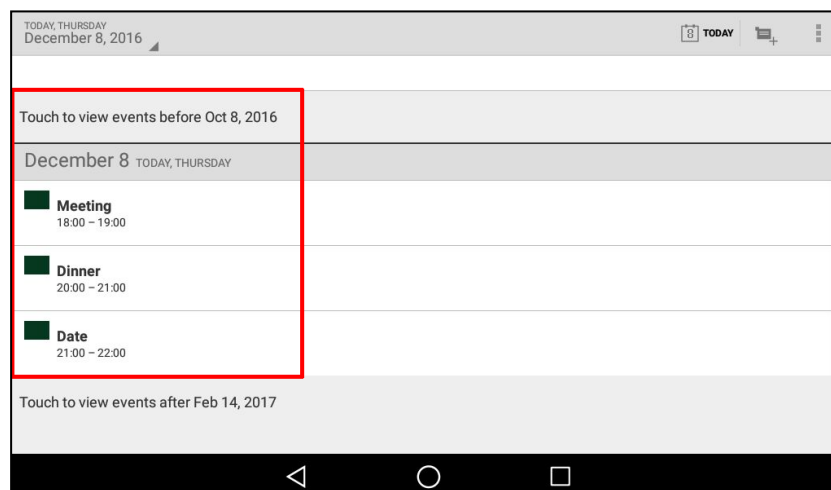 TODAY, THURSDAY
December 8, 2016
8 TODAY
Touch to view events before Oct 8, 2016
December 8 TODAY, THURSDAY
Meeting
18:00 – 19:00
Dinner
20:00 – 21:00
Date
21:00 – 22:00
Touch to view events after Feb 14, 2017